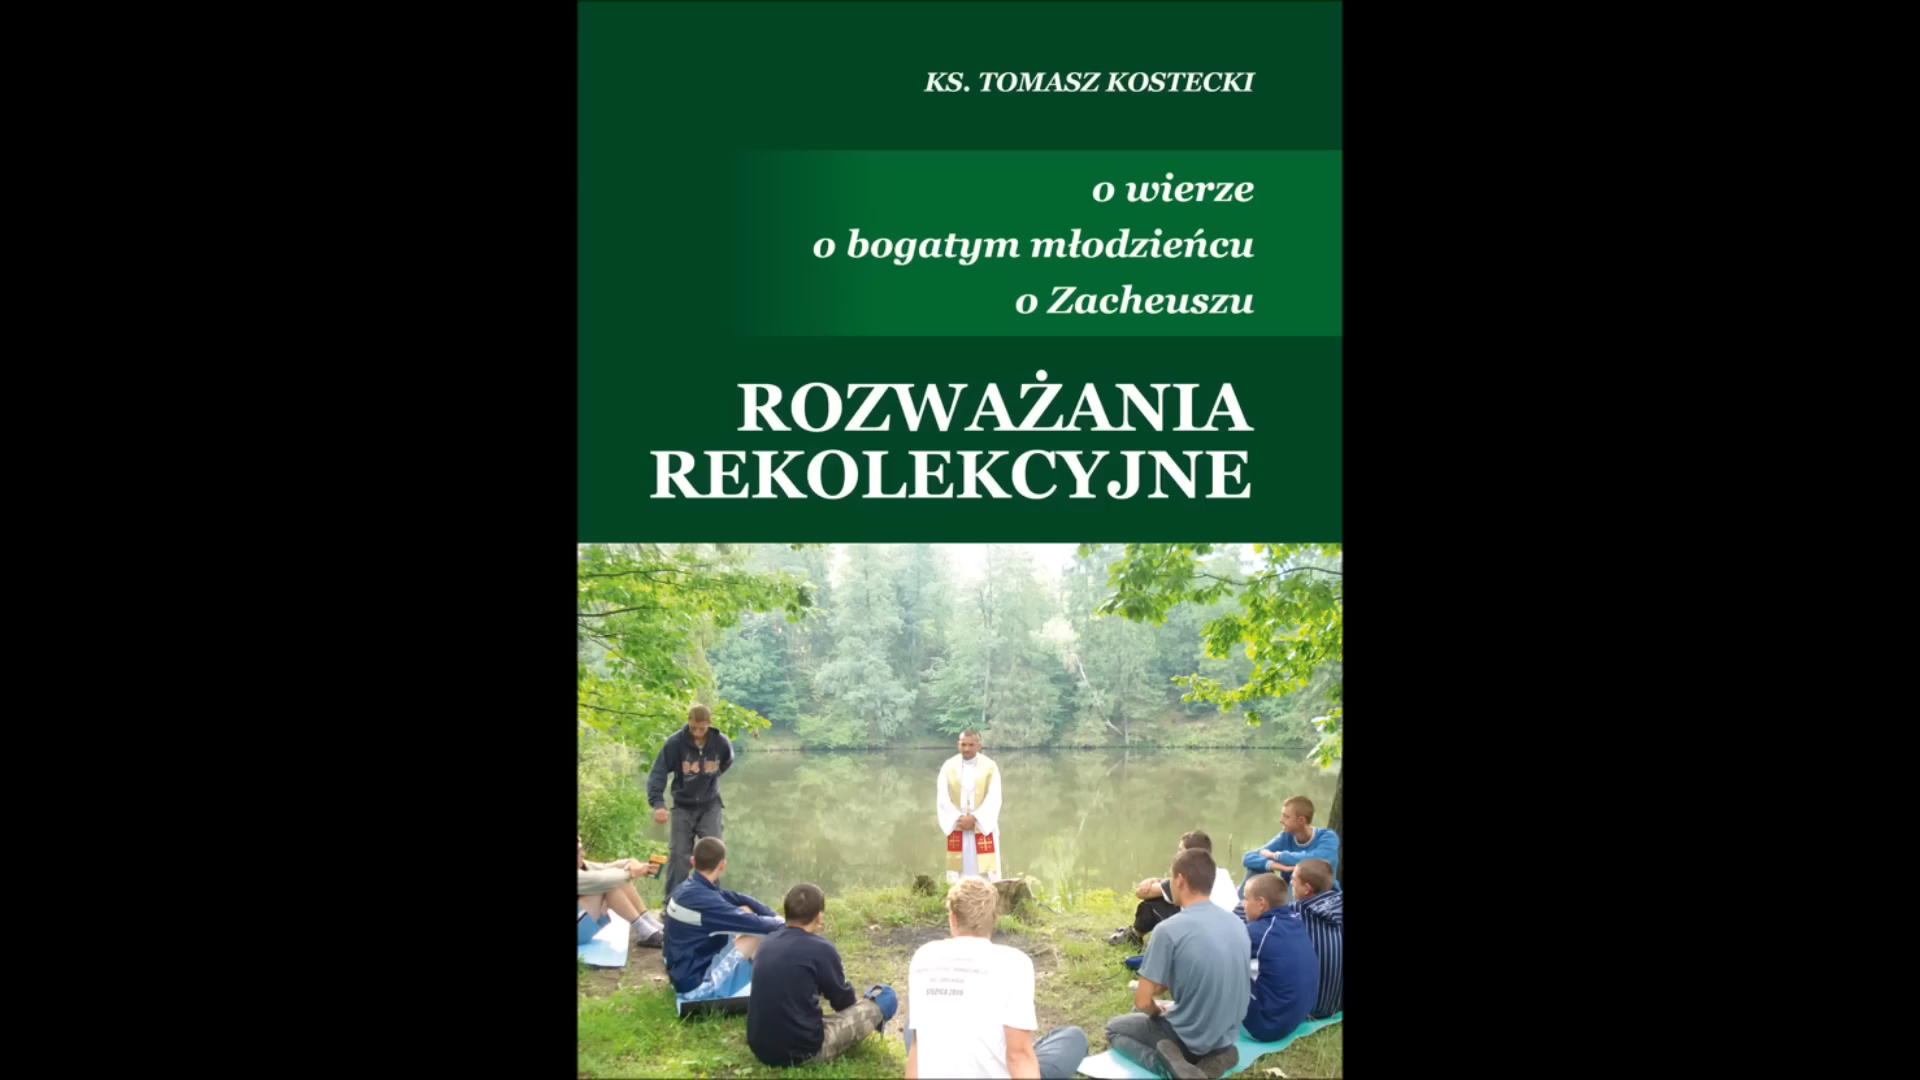 KS. TOMASZ KOSTECKI
o wierze
o bogatym młodzieńcu
o Zacheuszu
ROZWAŻANIA
REKOLEKCYJNE